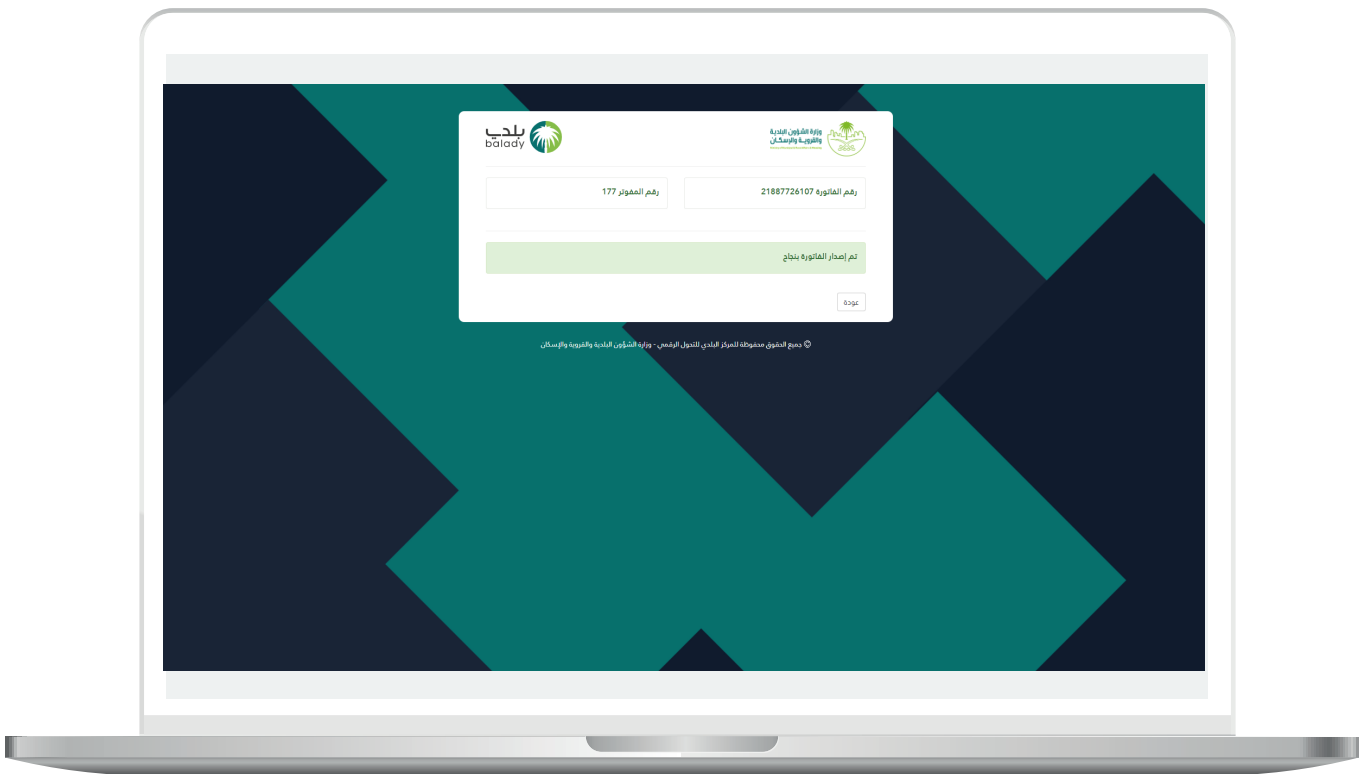 وزارة الشؤون البلدية
والقروية والإسكان
بلدي
balady
رقم الفاتورة 21887726107
رقم المفوتر 177
تم إصدار الفاتورة بنجاح
عودة
© جميع الحقوق محفوظة للمركز البلدي للتحول الرقمي - وزارة الشؤون البلدية والقروية والإسكان